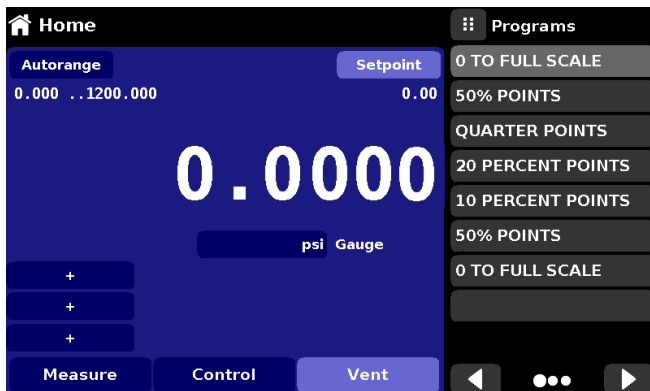 Home
Autorange
Setpoint
0.000 ..1200.000
0.00
0.0000
psi Gauge
+
+
+
Measure
Control
Vent
Programs
0 TO FULL SCALE
50% POINTS
QUARTER POINTS
20 PERCENT POINTS
10 PERCENT POINTS
50% POINTS
0 TO FULL SCALE